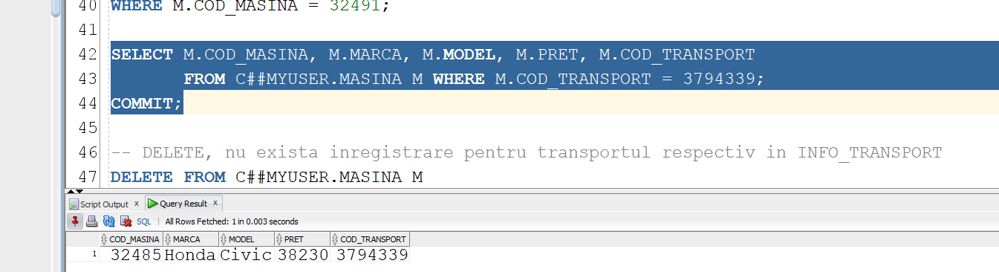 40 WHERE M.COD_MASINA = 32491;
41
42 SELECT M.COD_MASINA, M.MARCA, M.MODEL, M.PRET, M.COD_TRANSPORT
43 FROM C##MYUSER.MASINA M WHERE M.COD_TRANSPORT = 3794339;
44 COMMIT;
45
46 -- DELETE, nu exista inregistrare pentru transportul respectiv in INFO_TRANSPORT
47 DELETE FROM C##MYUSER.MASINA M
Script Output x Query Result x
SQL | All Rows Fetched: 1 in 0.003 seconds
COD_MASINA MARCA MODEL PRET COD_TRANSPORT
1 32485 Honda Civic 38230 3794339